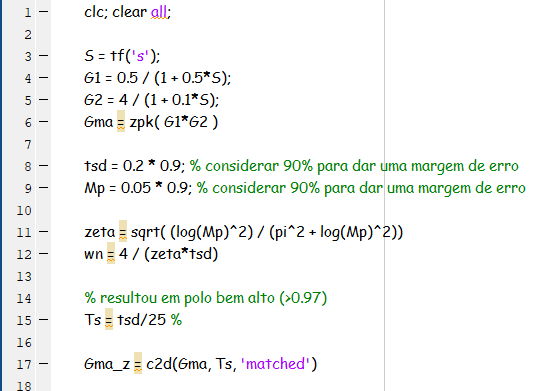 1 — clc; clear all;
2
3 — S = tf('s');
4 — G1 = 0.5 / (1 + 0.5*S);
5 — G2 = 4 / (1 + 0.1*S);
6 — Gma = zpk( G1*G2 )
7
8 — tsd = 0.2 * 0.9; % considerar 90% para dar uma margem de erro
9 — Mp = 0.05 * 0.9; % considerar 90% para dar uma margem de erro
10
11 — zeta = sqrt( (log(Mp)^2) / (pi^2 + log(Mp)^2))
12 — wn = 4 / (zeta*tsd)
13
14 % resultou em polo bem alto (>0.97)
15 — Ts = tsd/25 %
16
17 — Gma_z = c2d(Gma, Ts, 'matched')
18